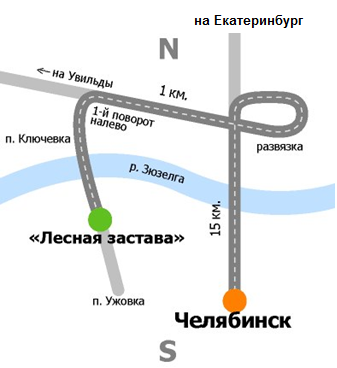 на Екатеринбург
N
на Увильды
1 км.
1-й поворот
налево
развязка
п. Ключевка
р. Зюзелга
15 км.
«Лесная застава»
п. Ужовка
Челябинск
S